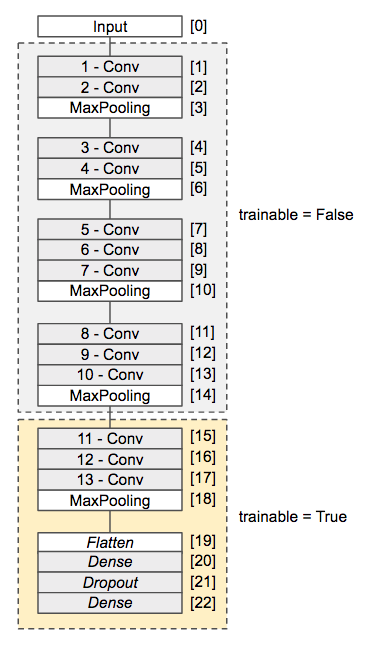 Input [0]
1 - Conv [1]
2 - Conv [2]
MaxPooling [3]
3 - Conv [4]
4 - Conv [5]
MaxPooling [6]
trainable = False
5 - Conv [7]
6 - Conv [8]
7 - Conv [9]
MaxPooling [10]
8 - Conv [11]
9 - Conv [12]
10 - Conv [13]
MaxPooling [14]
11 - Conv [15]
12 - Conv [16]
13 - Conv [17]
MaxPooling [18]
trainable = True
Flatten [19]
Dense [20]
Dropout [21]
Dense [22]